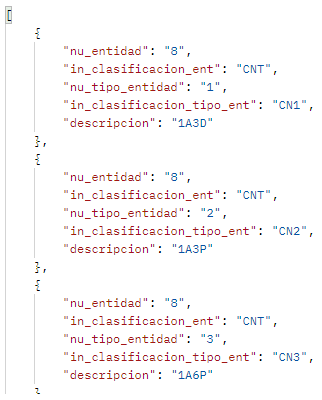 [
{
"nu_entidad": "8",
"in_clasificacion_ent": "CNT",
"nu_tipo_entidad": "1",
"in_clasificacion_tipo_ent": "CN1",
"descripcion": "1A3D"
},
{
"nu_entidad": "8",
"in_clasificacion_ent": "CNT",
"nu_tipo_entidad": "2",
"in_clasificacion_tipo_ent": "CN2",
"descripcion": "1A3P"
},
{
"nu_entidad": "8",
"in_clasificacion_ent": "CNT",
"nu_tipo_entidad": "3",
"in_clasificacion_tipo_ent": "CN3",
"descripcion": "1A6P"
}